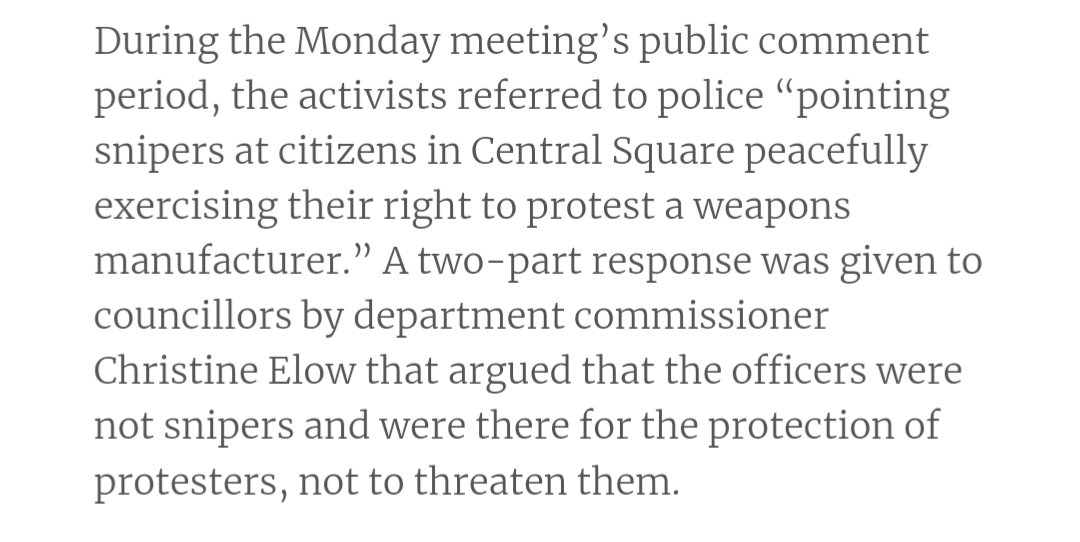 During the Monday meeting’s public comment
period, the activists referred to police “pointing
snipers at citizens in Central Square peacefully
exercising their right to protest a weapons
manufacturer.” A two-part response was given to
councillors by department commissioner
Christine Elow that argued that the officers were
not snipers and were there for the protection of
protesters, not to threaten them.